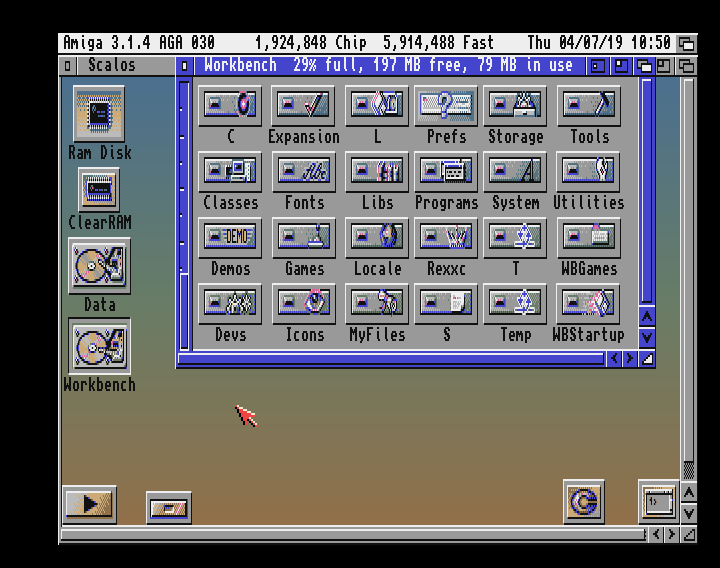 Amiga 3.1.4 AGA 030 1,924,848 Chip 5,914,488 Fast Thu 04/07/19 10:50
Scalos
Workbench 29% full, 197 MB free, 79 MB in use
Ram Disk
ClearRAM
Data
Workbench
C Expansion L Prefs Storage Tools
Classes Fonts Libs Programs System Utilities
DEMO
Demos Games Locale Rexxc T WBGames
Devs Icons MyFiles S Temp WBStartup
1>